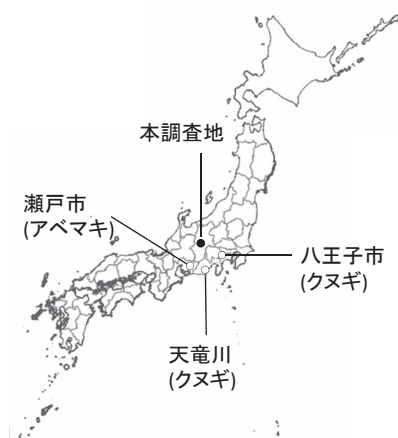 本調査地
瀬戸市
(アベマキ)
八王子市
(クヌギ)
天竜川
(クヌギ)